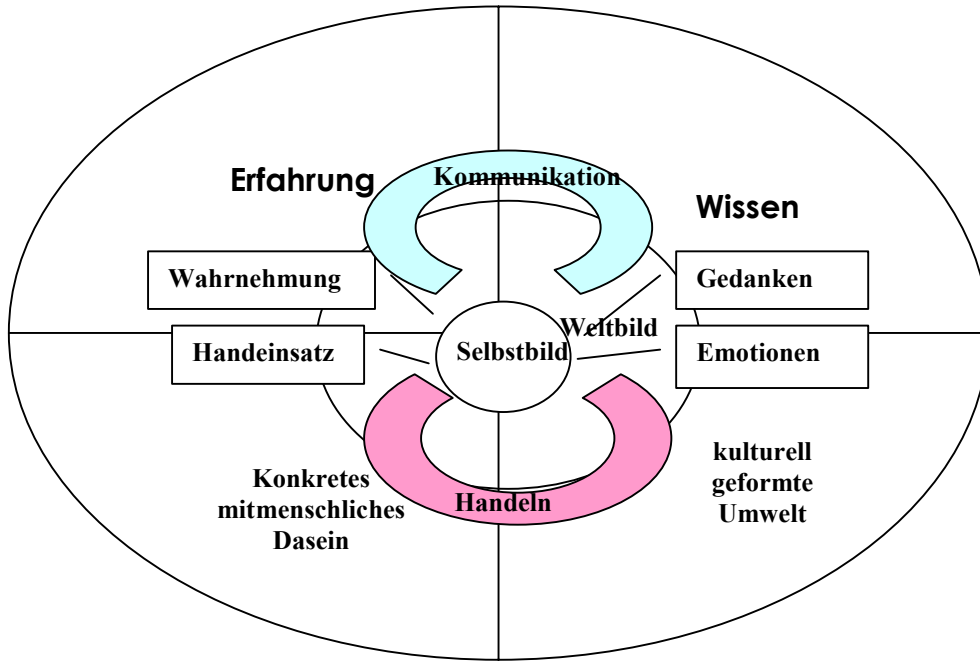 Kommunikation
Erfahrung
Wissen
Wahrnehmung
Gedanken
Weltbild
Handeinsatz
Selbstbild
Emotionen
Konkretes
mitmenschliches
Dasein
Handeln
kulturell
geformte
Umwelt